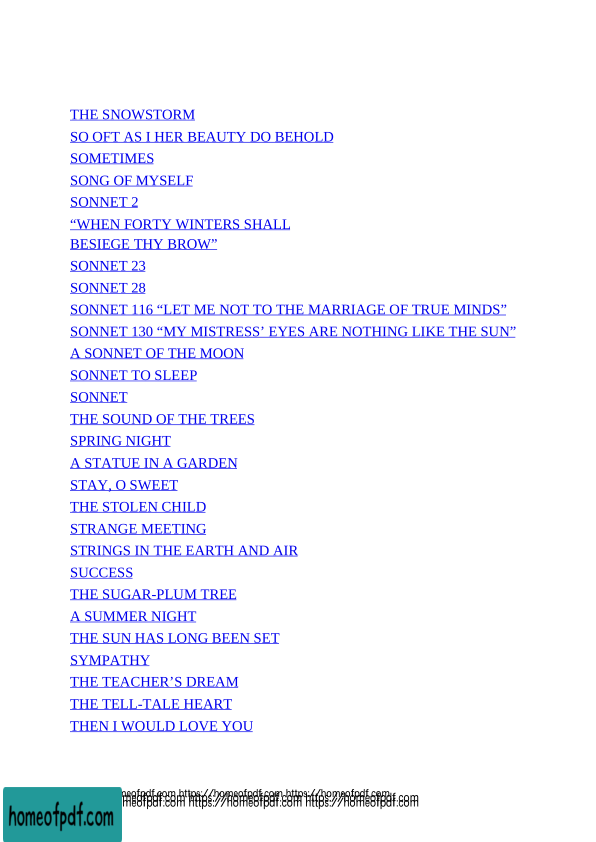 THE SNOWSTORM
SO OFT AS I HER BEAUTY DO BEHOLD
SOMETIMES
SONG OF MYSELF
SONNET 2
“WHEN FORTY WINTERS SHALL
BESIEGE THY BROW”
SONNET 23
SONNET 28
SONNET 116 “LET ME NOT TO THE MARRIAGE OF TRUE MINDS”
SONNET 130 “MY MISTRESS’ EYES ARE NOTHING LIKE THE SUN”
A SONNET OF THE MOON
SONNET TO SLEEP
SONNET
THE SOUND OF THE TREES
SPRING NIGHT
A STATUE IN A GARDEN
STAY, O SWEET
THE STOLEN CHILD
STRANGE MEETING
STRINGS IN THE EARTH AND AIR
SUCCESS
THE SUGAR-PLUM TREE
A SUMMER NIGHT
THE SUN HAS LONG BEEN SET
SYMPATHY
THE TEACHER’S DREAM
THE TELL-TALE HEART
THEN I WOULD LOVE YOU
https://homeofpdf.com https://homeofpdf.com
https://homeofpdf.com https://homeofpdf.com
homeofpdf.com